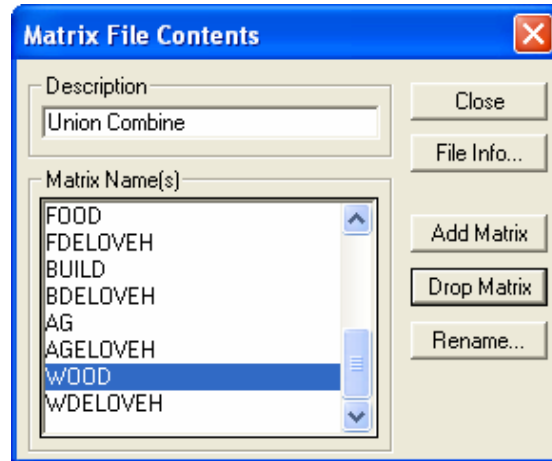 Matrix File Contents
Description
Union Combine
Matrix Name(s)
FOOD
FDELOVEH
BUILD
BDELOVEH
AG
AGELOVEH
WOOD
WDELOVEH
Close
File Info...
Add Matrix
Drop Matrix
Rename...